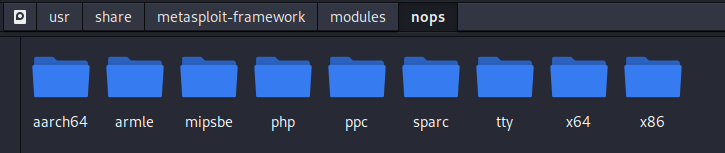 usr share metasploit-framework modules nops
aarch64 armle mipsbe php ppc sparc tty x64 x86